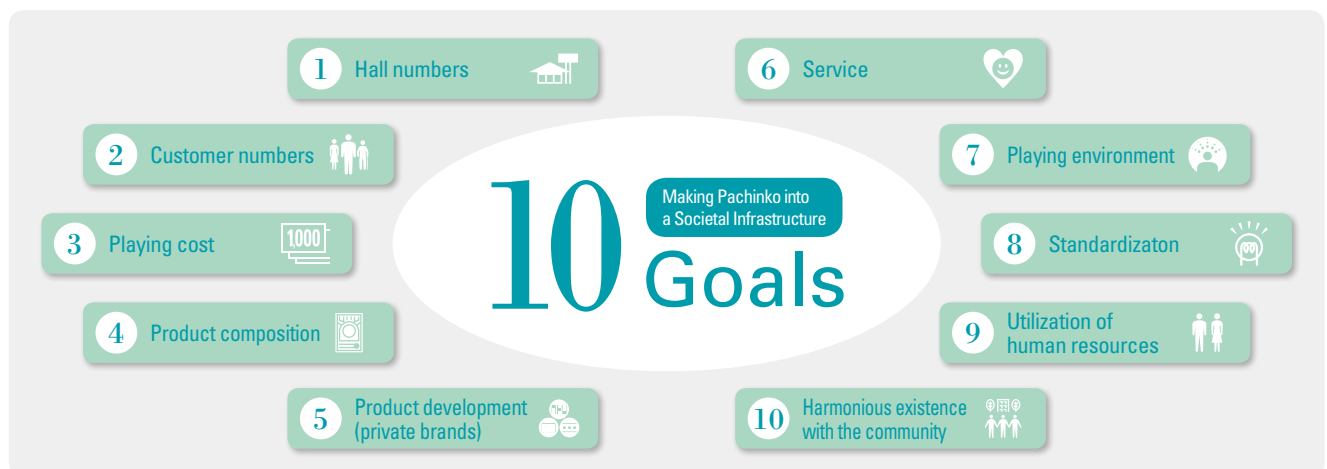 1 Hall numbers
2 Customer numbers
3 Playing cost
1,000
4 Product composition
5 Product development
(private brands)
10
Making Pachinko into
a Societal Infrastructure
Goals
6 Service
7 Playing environment
8 Standardizaton
9 Utilization of
human resources
10 Harmonious existence
with the community